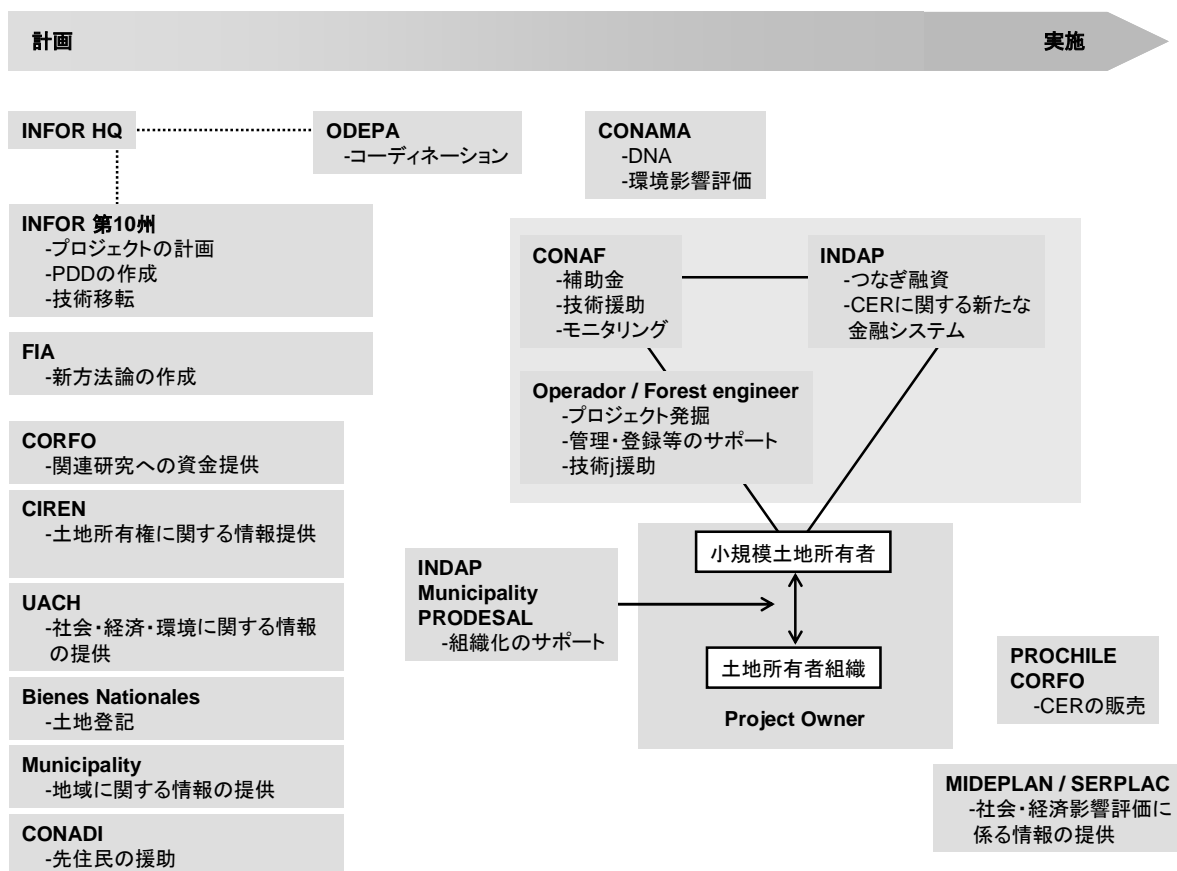 計画
実施
INFOR HQ
ODEPA
-コーディネーション
CONAMA
-DNA
-環境影響評価
INFOR 第10州
-プロジェクトの計画
-PDDの作成
-技術移転
FIA
-新方法論の作成
CORFO
-関連研究への資金提供
CIREN
-土地所有権に関する情報提供
UACH
-社会・経済・環境に関する情報
の提供
Bienes Nationales
-土地登記
Municipality
-地域に関する情報の提供
CONADI
-先住民の援助
CONAF
-補助金
-技術援助
-モニタリング
INDAP
-つなぎ融資
-CERに関する新たな
金融システム
Operador / Forest engineer
-プロジェクト発掘
-管理・登録等のサポート
-技術j援助
INDAP
Municipality
PRODESAL
-組織化のサポート
小規模土地所有者
土地所有者組織
Project Owner
PROCHILE
CORFO
-CERの販売
MIDEPLAN / SERPLAC
-社会・経済影響評価に
係る情報の提供